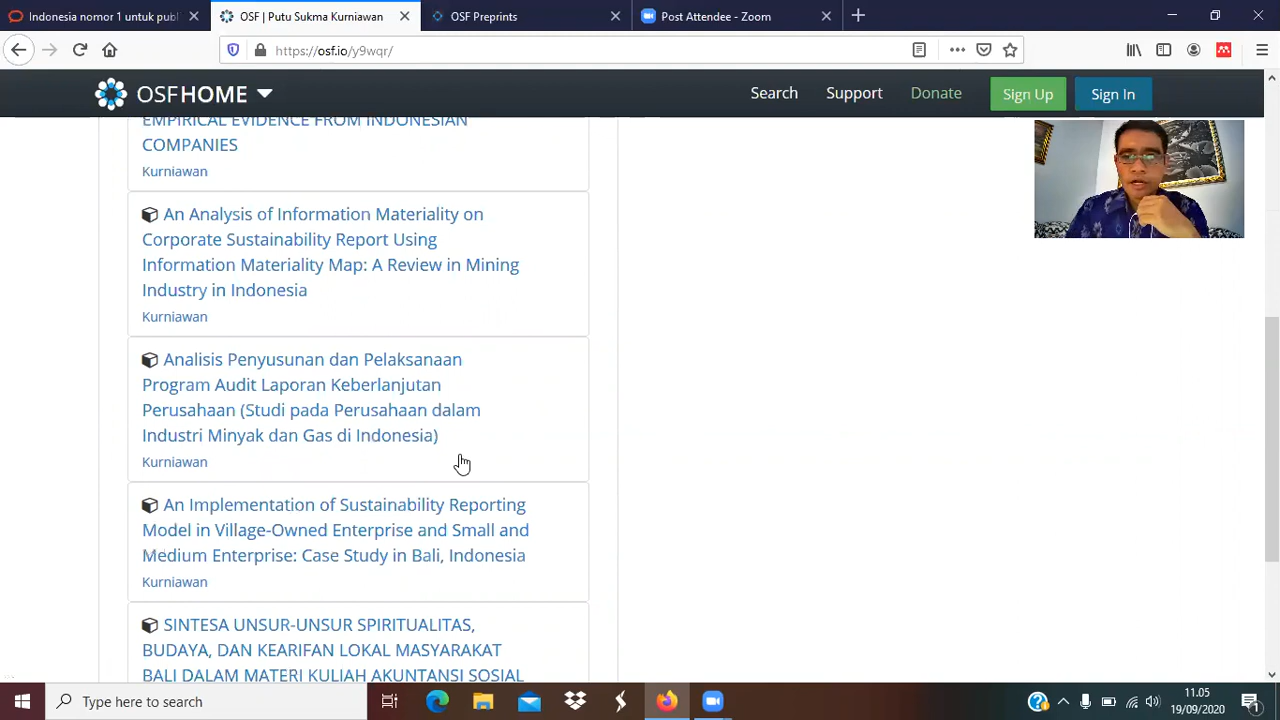 Indonesia nomor 1 untuk publ
OSF | Putu Sukma Kurniawan
OSF Preprints
Post Attendee - Zoom
https://osf.io/y9wqr/
OSFHOME
Search
Support
Donate
Sign Up
Sign In
EMPIRICAL EVIDENCE FROM INDONESIAN
COMPANIES
Kurniawan
An Analysis of Information Materiality on
Corporate Sustainability Report Using
Information Materiality Map: A Review in Mining
Industry in Indonesia
Kurniawan
Analisis Penyusunan dan Pelaksanaan
Program Audit Laporan Keberlanjutan
Perusahaan (Studi pada Perusahaan dalam
Industri Minyak dan Gas di Indonesia)
Kurniawan
An Implementation of Sustainability Reporting
Model in Village-Owned Enterprise and Small and
Medium Enterprise: Case Study in Bali, Indonesia
Kurniawan
SINTESA UNSUR-UNSUR SPIRITUALITAS,
BUDAYA, DAN KEARIFAN LOKAL MASYARAKAT
BALI DALAM MATERI KULIAH AKUNTANSI SOSIAL
Type here to search
11.05
19/09/2020
1